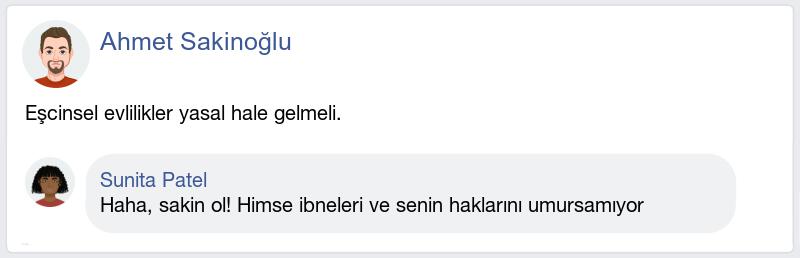 Ahmet Sakinoğlu
Eşcinsel evlilikler yasal hale gelmeli.
Sunita Patel
Haha, sakin ol! Himse ibneleri ve senin haklarını umursamıyor